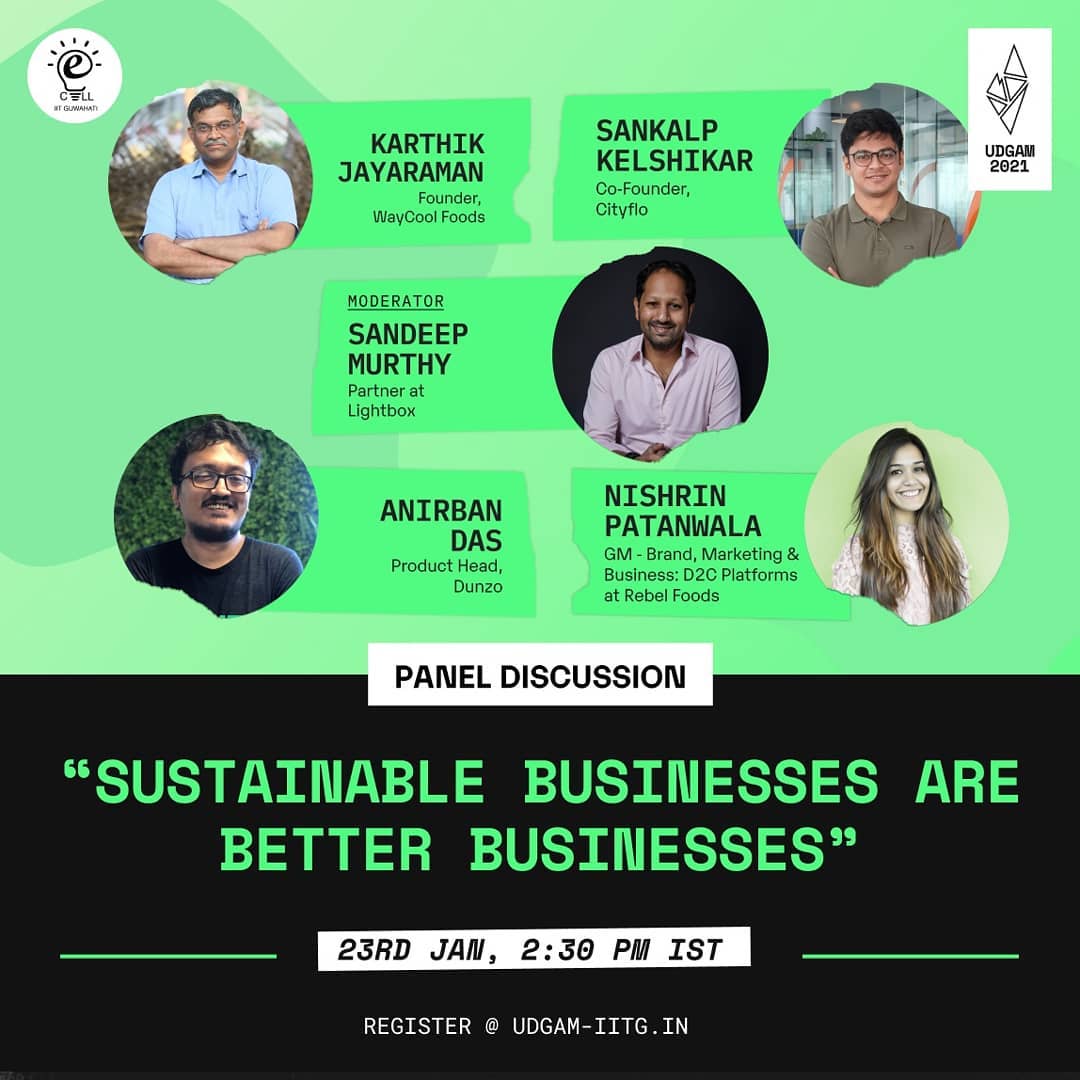 e
CELL
IIT GUWAHATI
UDGAM
2021
KARTHIK
JAYARAMAN
Founder,
WayCool Foods
SANKALP
KELSHIKAR
Co-Founder,
Cityflo
MODERATOR
SANDEEP
MURTHY
Partner at
Lightbox
ANIRBAN
DAS
Product Head,
Dunzo
NISHRIN
PATANWALA
GM - Brand, Marketing &
Business: D2C Platforms
at Rebel Foods
PANEL DISCUSSION
“SUSTAINABLE BUSINESSES ARE
BETTER BUSINESSES”
23RD JAN, 2:30 PM IST
REGISTER @ UDGAM-IITG.IN